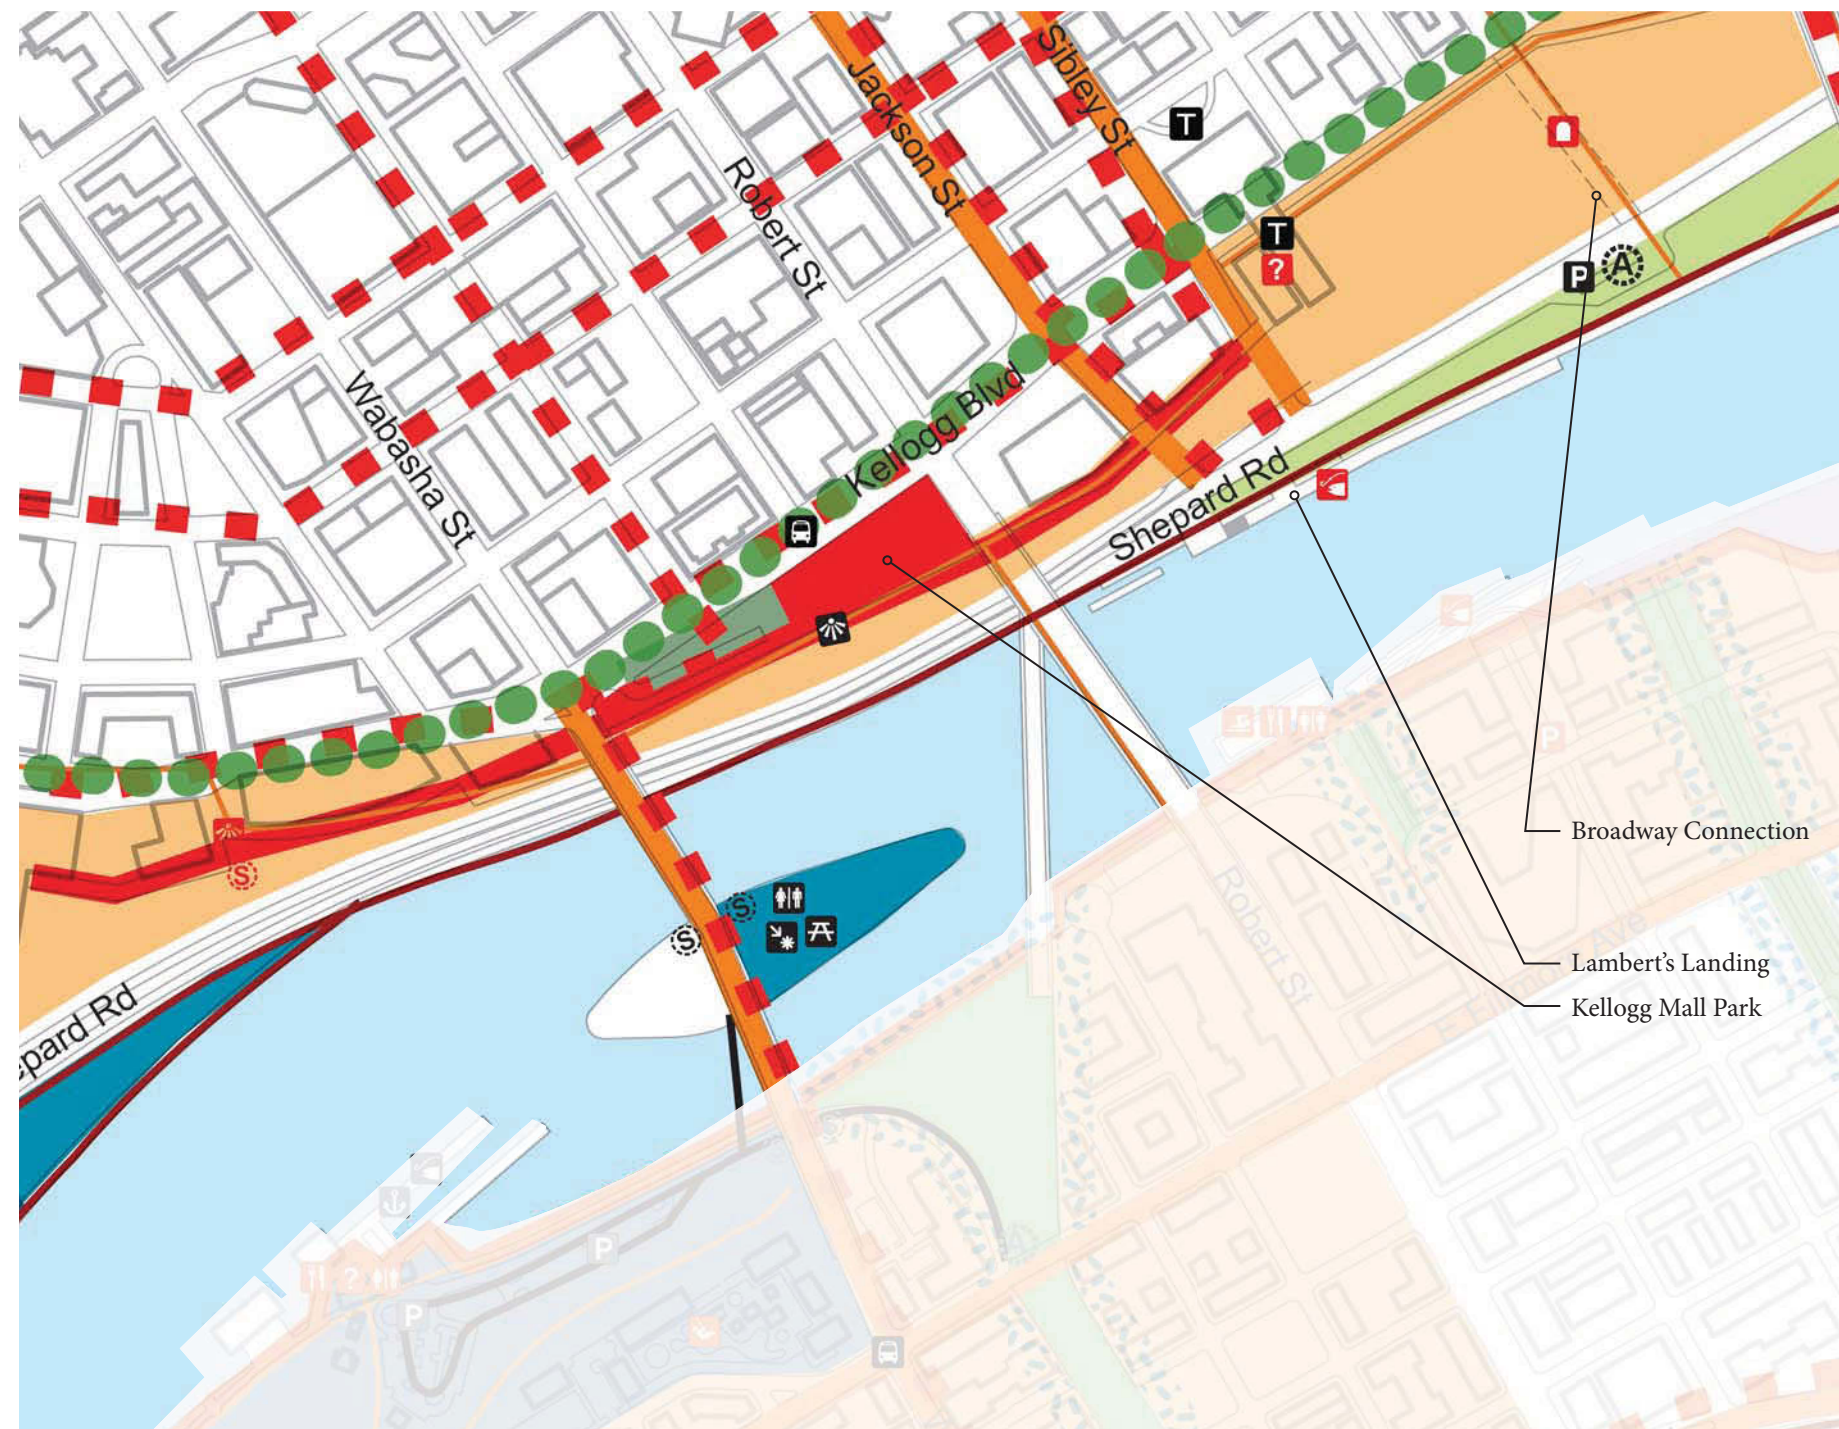 Sibley St
Jackson St
T
Robert St
T
?
P
A
Wabasha St
Kellogg Blvd
Shepard Rd
P
Broadway Connection
S
S
S
Robert St
Ave
Lambert's Landing
Kellogg Mall Park
epard Rd
P
?
P